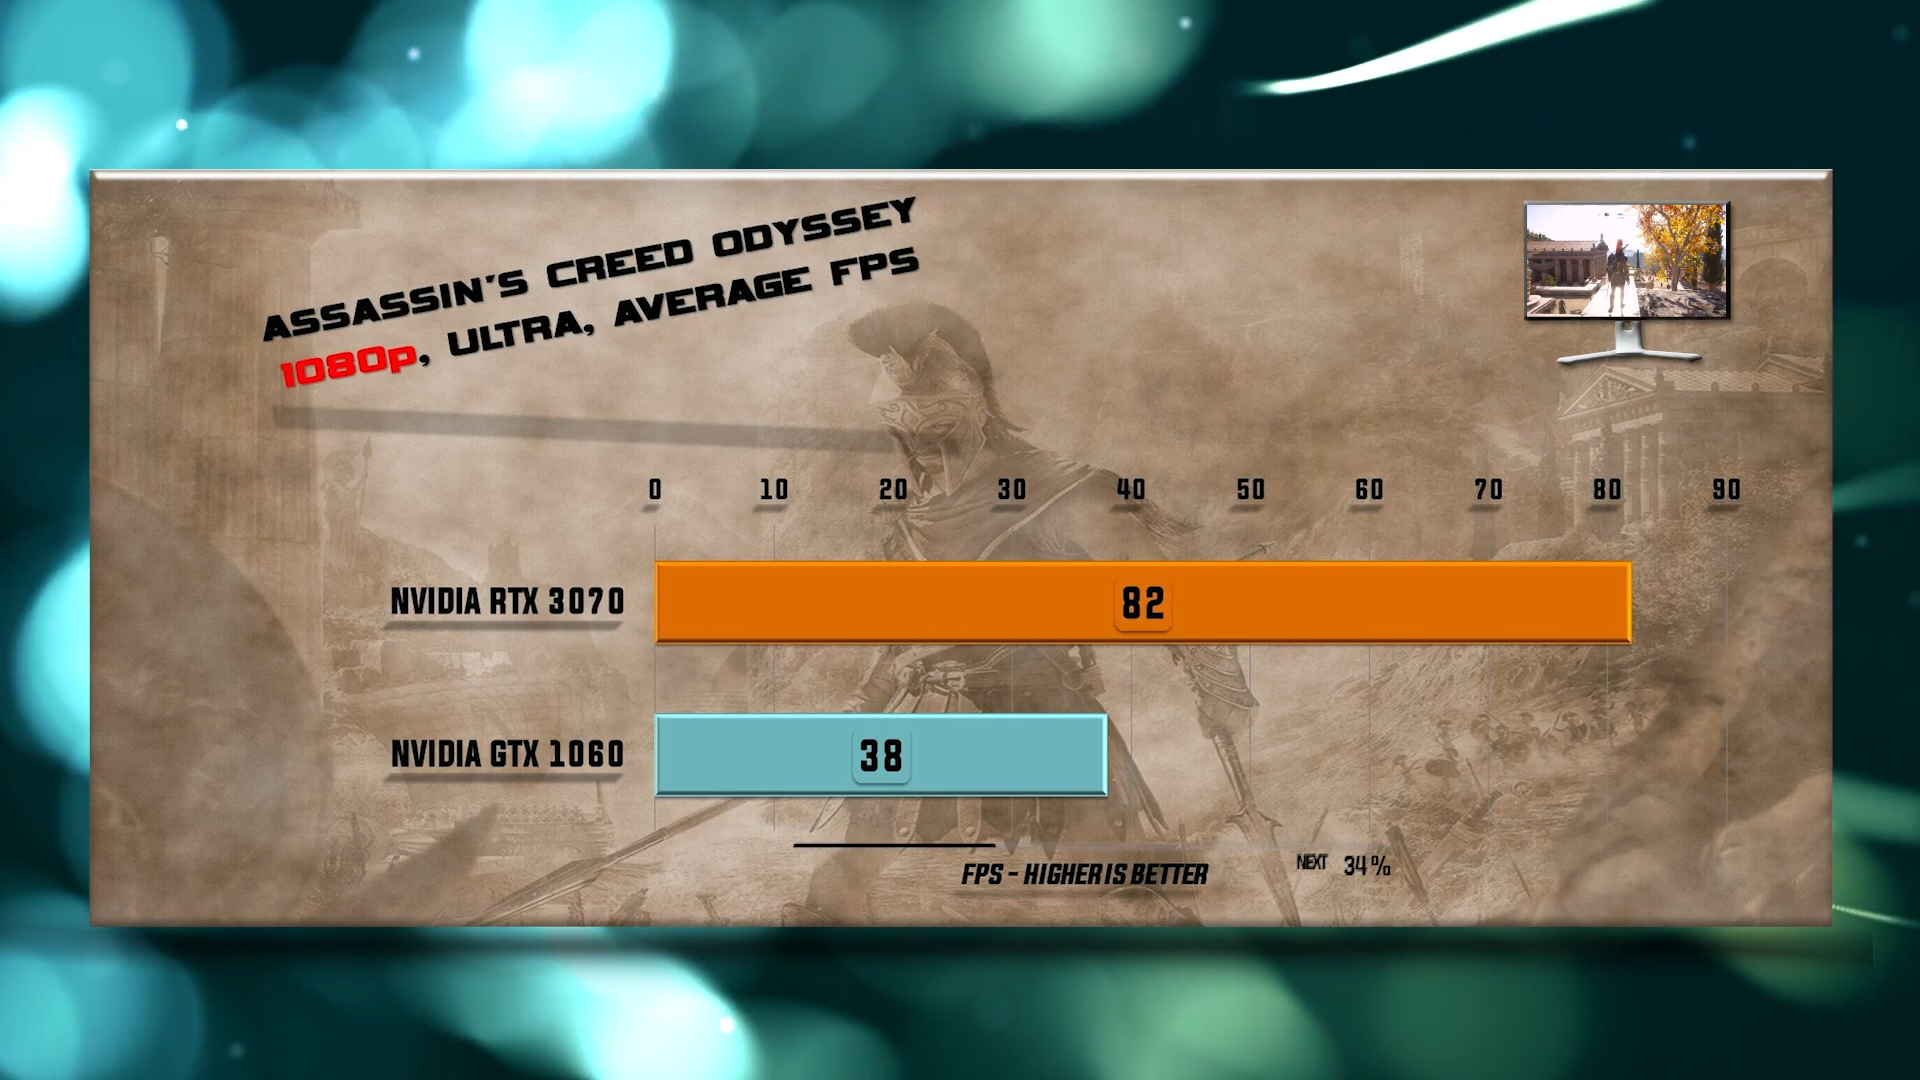 ASSASSIN'S CREED ODYSSEY
1080p, ULTRA, AVERAGE FPS
0 10 20 30 40 50 60 70 80 90
NVIDIA RTX 3070 82
NVIDIA GTX 1060 38
FPS - HIGHER IS BETTER
NEXT 34%